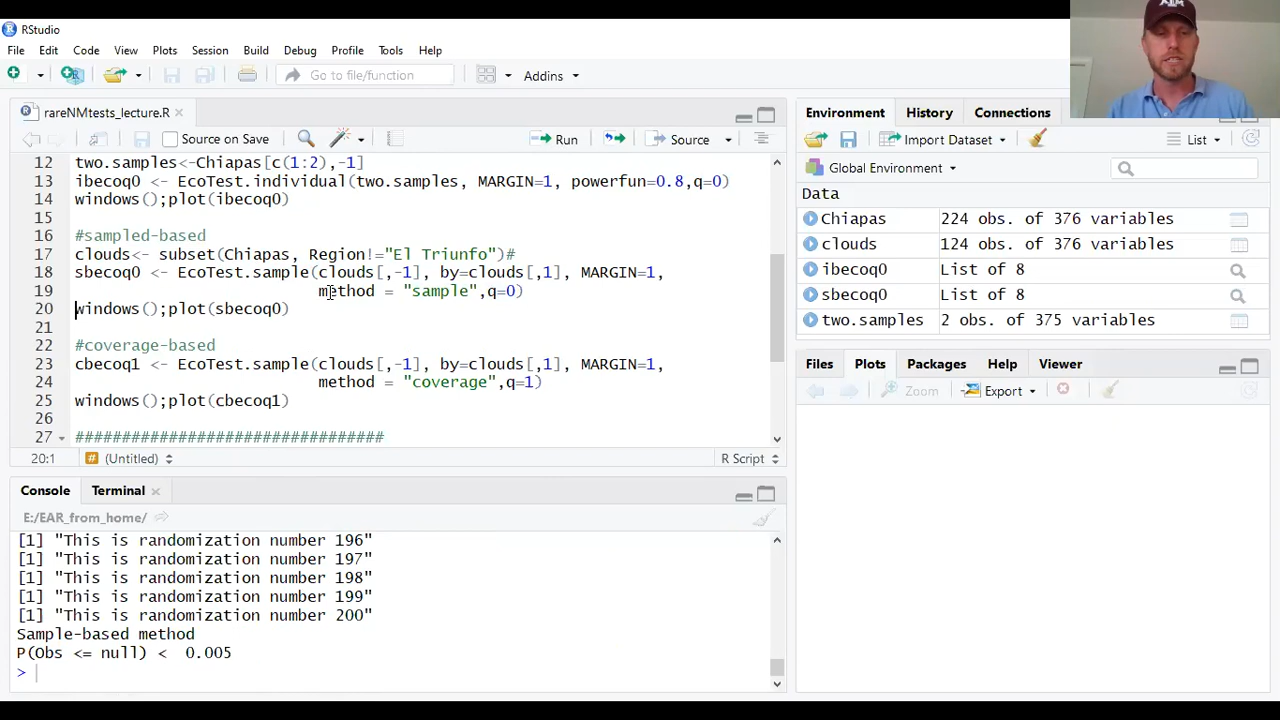 RStudio
File Edit Code View Plots Session Build Debug Profile Tools Help
Go to file/function
Addins
rareNMtests_lecture.R
Source on Save
Run
Source
12 two.samples<-Chiapas[c(1:2),-1]
13 ibecoq0 <- EcoTest.individual(two.samples, MARGIN=1, powerfun=0.8,q=0)
14 windows();plot(ibecoq0)
15
16 #sampled-based
17 clouds<- subset(Chiapas, Region!="El Triunfo")#
18 sbecoq0 <- EcoTest.sample(clouds[,-1], by=clouds[,1], MARGIN=1,
19 method = "sample",q=0)
20 windows();plot(sbecoq0)
21
22 #coverage-based
23 cbecoq1 <- EcoTest.sample(clouds[,-1], by=clouds[,1], MARGIN=1,
24 method = "coverage",q=1)
25 windows();plot(cbecoq1)
26
27 #################################
20:1 # (Untitled) R Script
Console Terminal
E:/EAR_from_home/
[1] "This is randomization number 196"
[1] "This is randomization number 197"
[1] "This is randomization number 198"
[1] "This is randomization number 199"
[1] "This is randomization number 200"
Sample-based method
P(Obs <= null) < 0.005
>
Environment History Connections
Import Dataset List
Global Environment
Data
Chiapas 224 obs. of 376 variables
clouds 124 obs. of 376 variables
ibecoq0 List of 8
sbecoq0 List of 8
two.samples 2 obs. of 375 variables
Files Plots Packages Help Viewer
Zoom Export